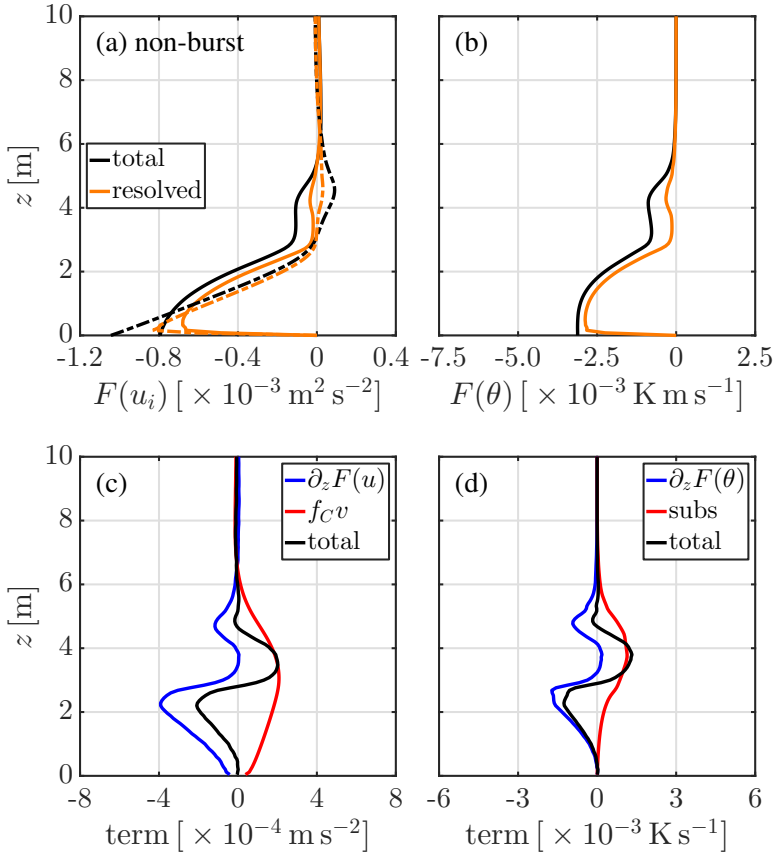 (a) non-burst
(b)
10
8
6
4
2
0
z [m]
total
resolved
-1.2 -0.8 -0.4 0 0.4
-7.5 -5.0 -2.5 0 2.5
F(u_i) [ × 10^{-3} m^2 s^{-2}]
F(θ) [ × 10^{-3} K m s^{-1}]
(c)
(d)
10
8
6
4
2
0
z [m]
∂_zF(u)
f_Cv
total
∂_zF(θ)
subs
total
-8 -4 0 4 8
-6 -3 0 3 6
term [ × 10^{-4} m s^{-2}]
term [ × 10^{-3} K s^{-1}]